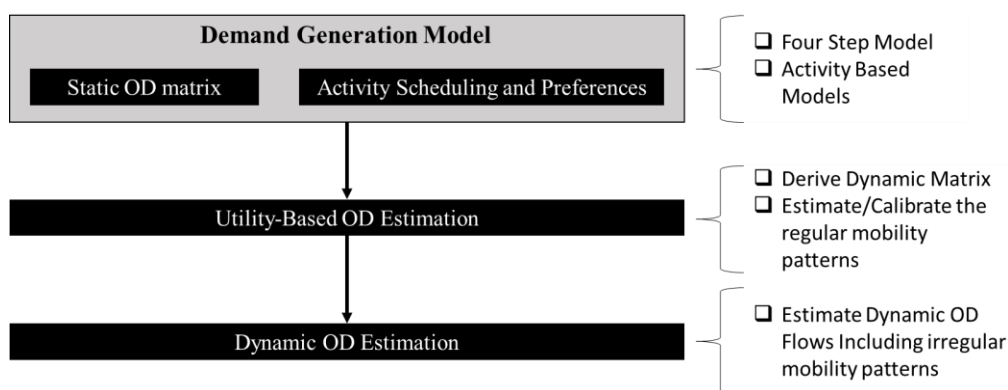 Demand Generation Model
Static OD matrix
Activity Scheduling and Preferences
Four Step Model
Activity Based
Models
Utility-Based OD Estimation
Derive Dynamic Matrix
Estimate/Calibrate the
regular mobility
patterns
Dynamic OD Estimation
Estimate Dynamic OD
Flows Including irregular
mobility patterns